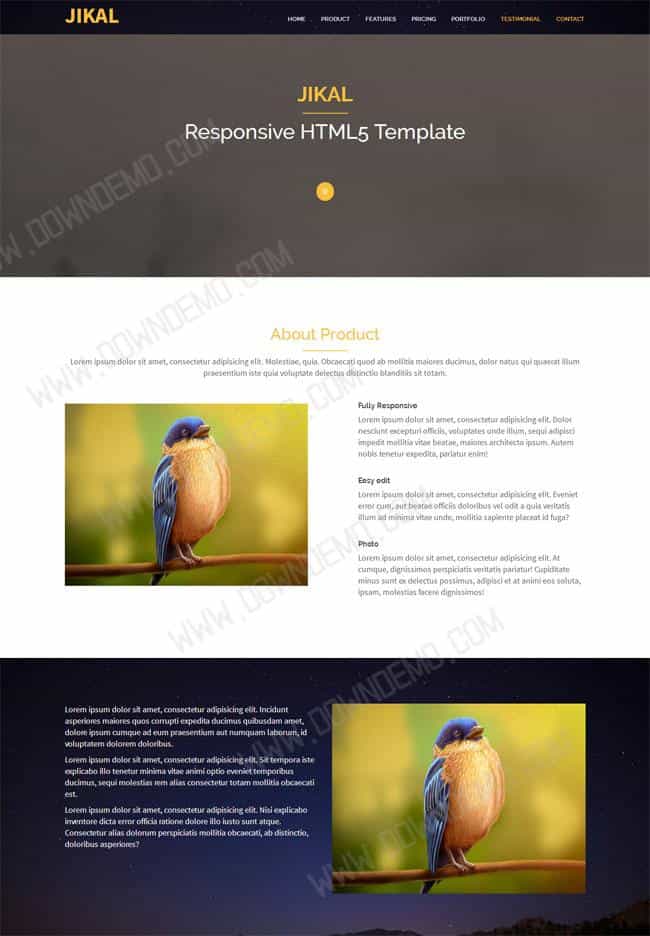 JIKAL
HOME PRODUCT FEATURES PRICING PORTFOLIO TESTIMONIAL CONTACT
JIKAL
Responsive HTML5 Template
About Product
Lorem ipsum dolor sit amet, consectetur adipisicing elit. Molestiae, quia. Obcaecati quod ab mollitia maiores ducimus, dolor natus qui quaerat illum
praesentium iste quia voluptate delectus distinctio blanditiis sit totam.
Fully Responsive
Lorem ipsum dolor sit amet, consectetur adipisicing elit. Dolor
nesciunt excepturi officiis, voluptates unde illum, sequi adipisci
impedit mollitia vitae beatae, maiores architecto ipsum. Autem
nobis tenetur expedita, pariatur enim!
Easy edit
Lorem ipsum dolor sit amet, consectetur adipisicing elit. Eveniet
error cum, aut beatae officiis doloribus vel odit a quia veritatis
illum ad minima vitae unde, mollitia sapiente placeat id fuga?
Photo
Lorem ipsum dolor sit amet, consectetur adipisicing elit. At
cumque, dignissimos perspiciatis veritatis pariatur! Cupiditate
minus sunt ex delectus possimus, adipisci et at animi eos soluta,
ipsam, molestias facere dignissimos!
Lorem ipsum dolor sit amet, consectetur adipisicing elit. Incidunt
asperiores maiores quos corrupti expedita ducimus quibusdam amet,
dolore ipsum cumque ad eum praesentium aut numquam laborum, id
voluptatem dolorem doloribus.
Lorem ipsum dolor sit amet, consectetur adipisicing elit. Sit tempora iste
explicabo illo tenetur minima vitae animi optio eveniet temporibus
ducimus, sequi molestias rem alias consectetur totam mollitia obcaecati
est.
Lorem ipsum dolor sit amet, consectetur adipisicing elit. Nisi explicabo
inventore dicta error officia ratione dolore illo iusto sunt atque.
Consectetur alias dolorum perspiciatis mollitia obcaecati, ab distinctio,
doloribus asperiores?
WWW.DOWNDEMO.COM
WWW.DOWNDEMO.COM
WWW.DOWNDEMO.COM
WWW.DOWNDEMO.COM
WWW.DOWNDEMO.COM